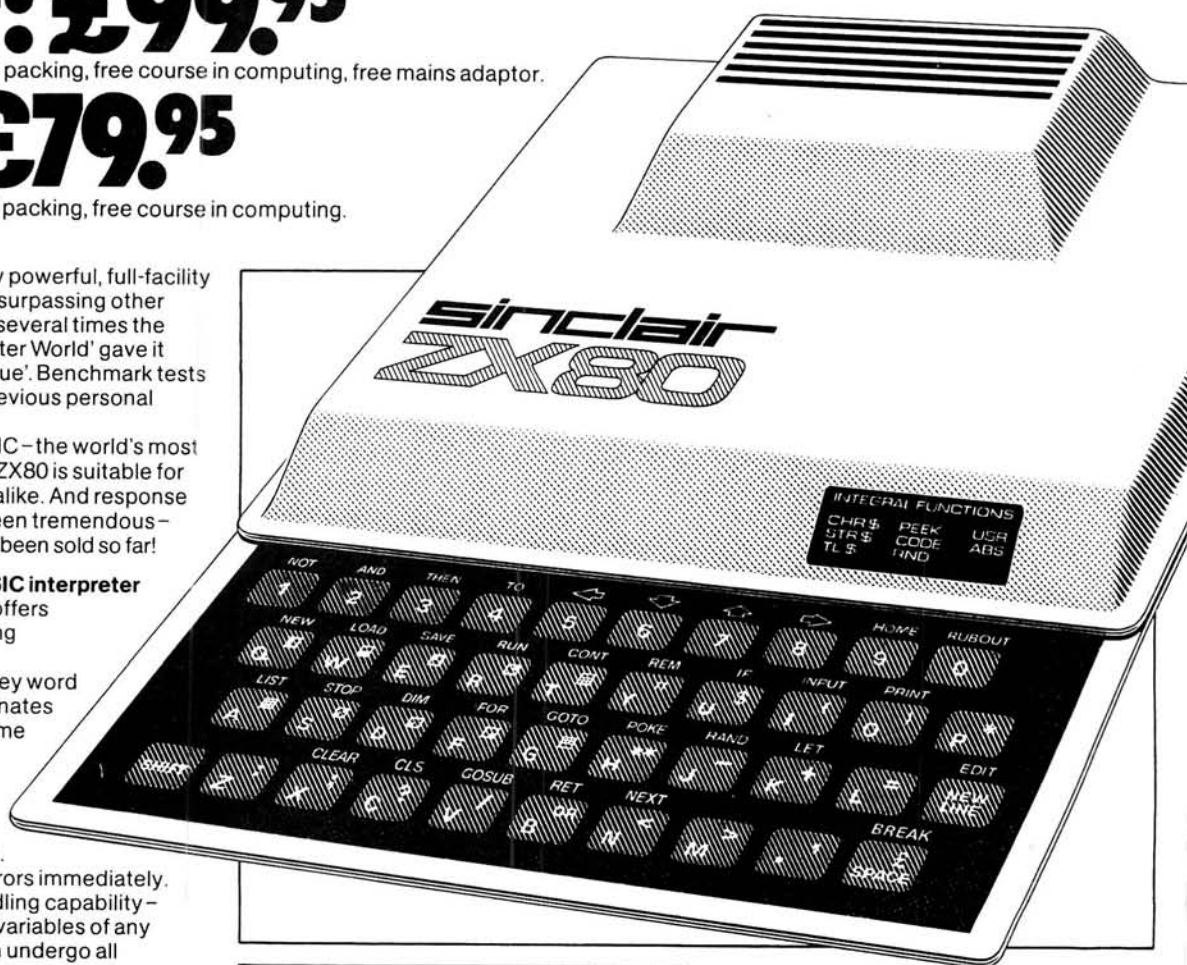 : £99.95
packing, free course in computing, free mains adaptor.
£79.95
packing, free course in computing.
powerful, full-facility
surpassing other
several times the
ter World' gave it
ue'. Benchmark tests
evious personal
IC–the world's most
ZX80 is suitable for
alike. And response
een tremendous–
been sold so far!
SIC interpreter
offers
ng
ey word
nates
me
rors immediately.
dling capability–
variables of any
undergo all
sinclair
ZX80
INTEGRAL FUNCTIONS
CHR$ PEEK USR
STR$ CODE ABS
TL$ RND
NOT AND THEN TO ⇦ ⇩ ⇧ ⇨ HOME RUBOUT
1 2 3 4 5 6 7 8 9 0
NEW LOAD SAVE RUN CONT REM IF INPUT PRINT
Q W E R T Y " U $ I ( O ) P *
LIST STOP DIM FOR GOTO POKE RAND LET EDIT
A S D F G H ** J - K + L = NEW LINE
CLEAR CLS GOSUB RET NEXT BREAK
SHIFT Z : X ; C ? V / B OR N < M > . , £ SPACE